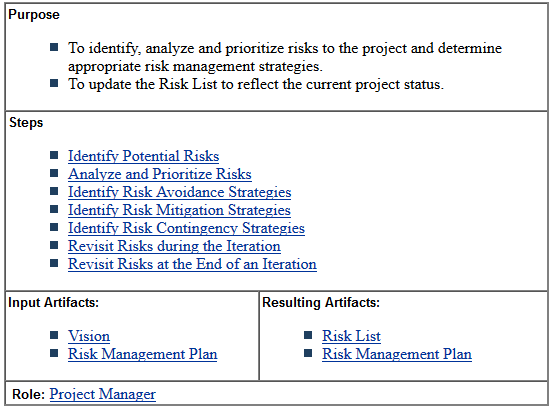 Purpose
To identify, analyze and prioritize risks to the project and determine
appropriate risk management strategies.
To update the Risk List to reflect the current project status.
Steps
Identify Potential Risks
Analyze and Prioritize Risks
Identify Risk Avoidance Strategies
Identify Risk Mitigation Strategies
Identify Risk Contingency Strategies
Revisit Risks during the Iteration
Revisit Risks at the End of an Iteration
Input Artifacts:
Vision
Risk Management Plan
Resulting Artifacts:
Risk List
Risk Management Plan
Role: Project Manager